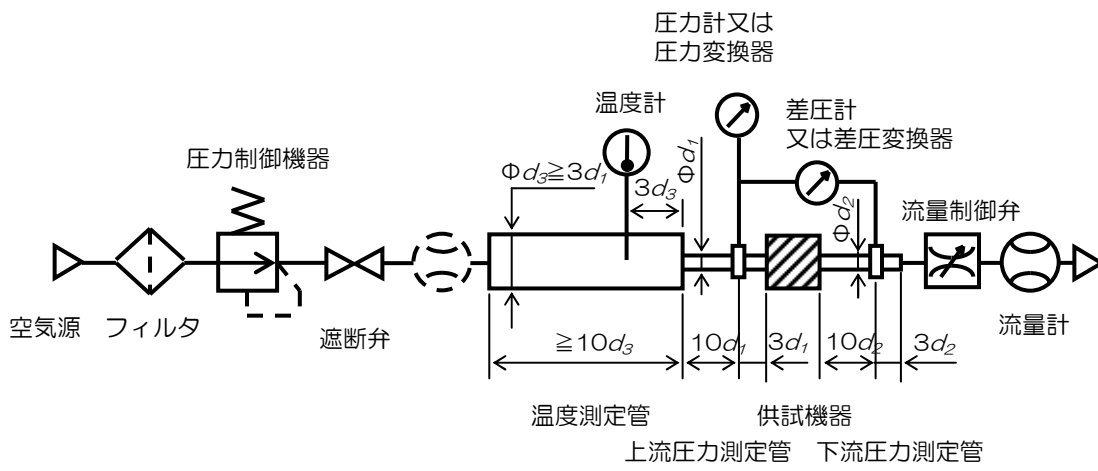 圧力計又は
圧力変換器
温度計
差圧計
又は差圧変換器
圧力制御機器
Φd₃≧3d₁
3d₃
Φd₁
Φd₂
流量制御弁
空気源
フィルタ
遮断弁
≧10d₃
10d₁
3d₁
10d₂
3d₂
流量計
温度測定管
供試機器
上流圧力測定管
下流圧力測定管